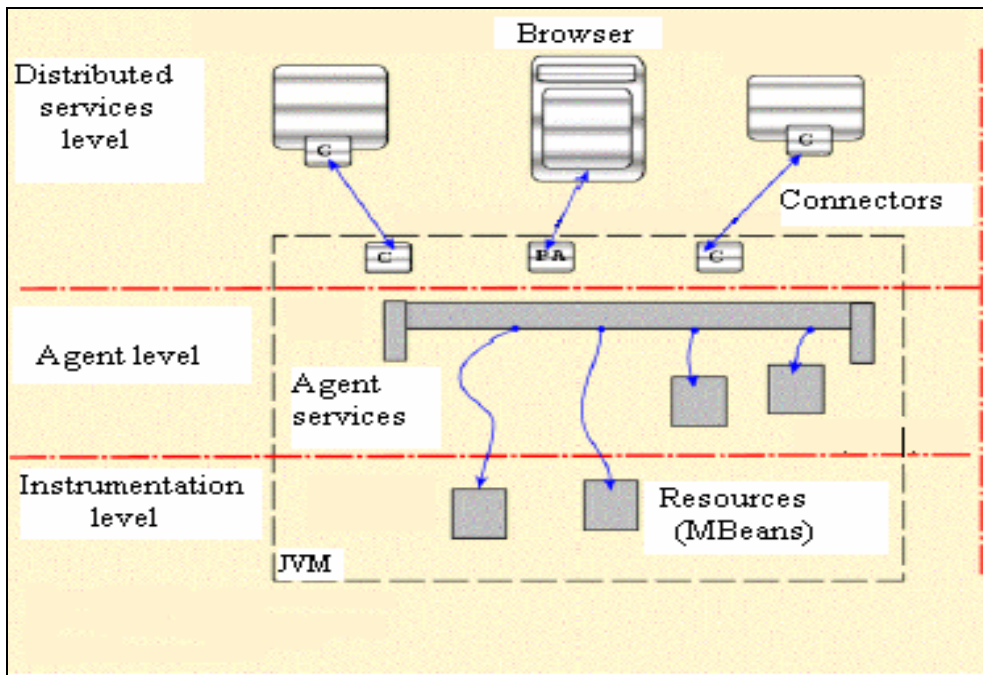 Browser
Distributed
services
level
C
C
Connectors
C
PA
C
Agent level
Agent
services
Instrumentation
level
Resources
(MBeans)
JVM